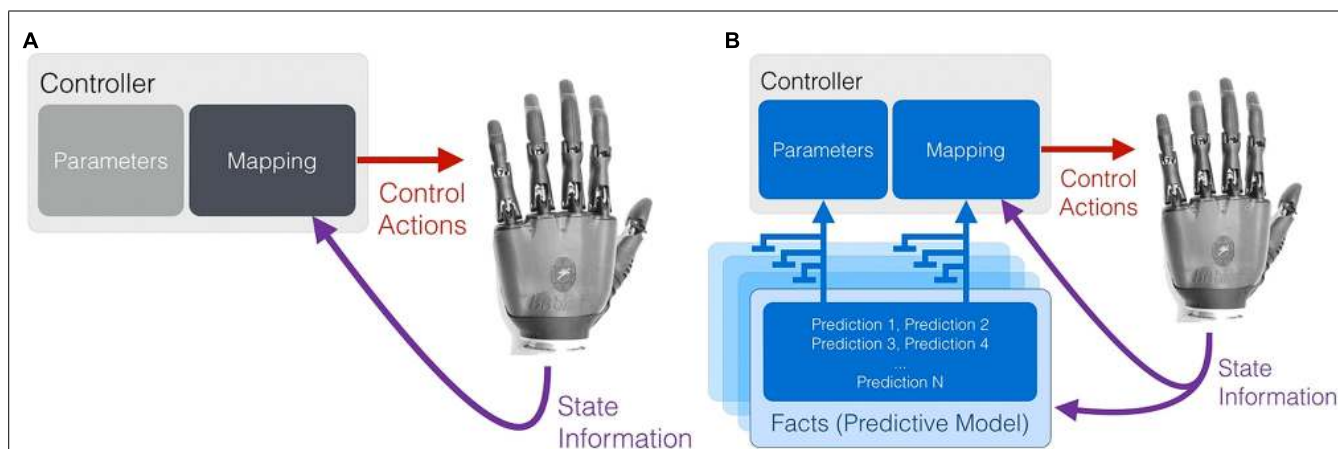 A
Controller
Parameters
Mapping
Control
Actions
State
Information
B
Controller
Parameters
Mapping
Control
Actions
Prediction 1, Prediction 2
Prediction 3, Prediction 4
...
Prediction N
Facts (Predictive Model)
State
Information